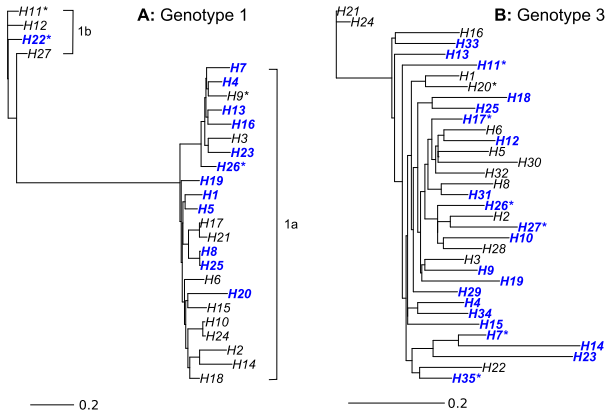 A: Genotype 1
H11*
H12
H22*
H27
1b
H7
H4
H9*
H13
H16
H3
H23
H26*
H19
H1
H5
H17
H21
H8
H25
H6
H20
H15
H10
H24
H2
H14
H18
1a
0.2
B: Genotype 3
H21
H24
H16
H33
H13
H11*
H1
H20*
H18
H25
H17*
H6
H12
H5
H30
H32
H8
H31
H26*
H2
H27*
H10
H28
H3
H9
H19
H29
H4
H34
H15
H7*
H14
H23
H22
H35*
0.2